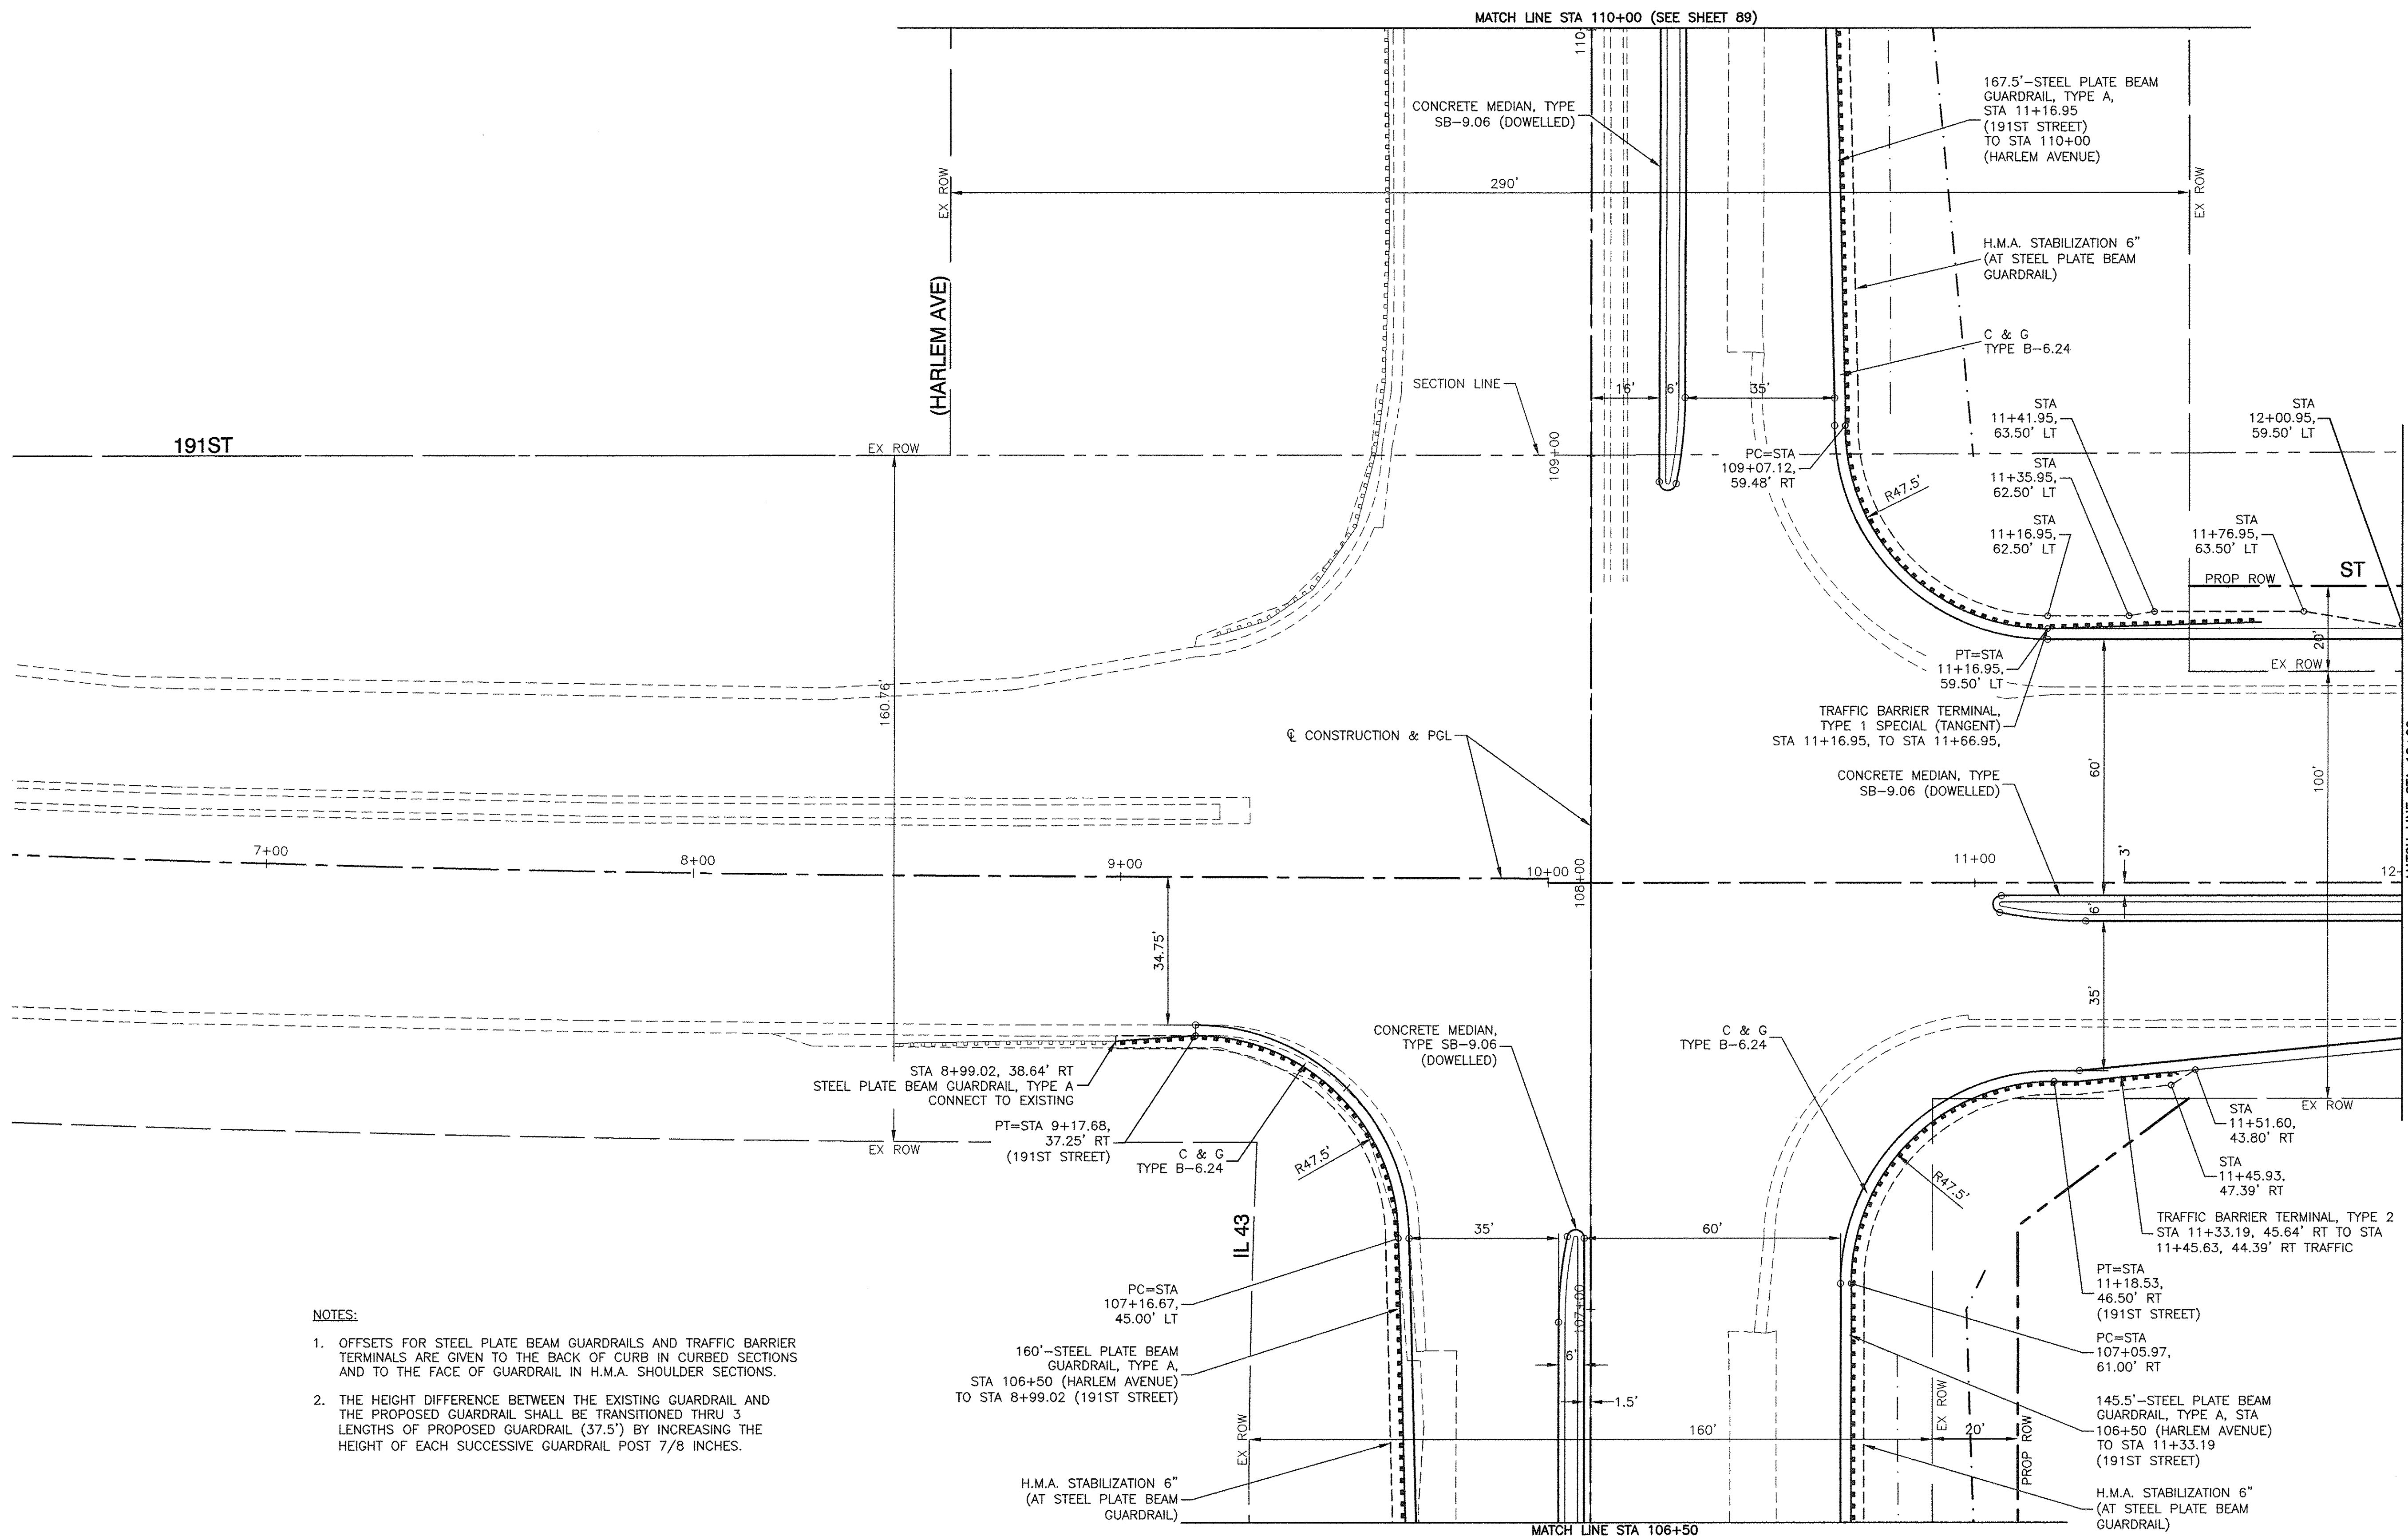 MATCH LINE STA 110+00 (SEE SHEET 89)
110
CONCRETE MEDIAN, TYPE
SB-9.06 (DOWELLED)
167.5'-STEEL PLATE BEAM
GUARDRAIL, TYPE A,
STA 11+16.95
(191ST STREET)
TO STA 110+00
(HARLEM AVENUE)
EX ROW
290'
EX ROW
H.M.A. STABILIZATION 6"
(AT STEEL PLATE BEAM
GUARDRAIL)
(HARLEM AVE)
C & G
TYPE B-6.24
SECTION LINE
16'
6'
35'
STA
11+41.95,
63.50' LT
STA
12+00.95,
59.50' LT
191ST
EX ROW
109+00
PC=STA
109+07.12,
59.48' RT
STA
11+35.95,
62.50' LT
R47.5'
STA
11+16.95,
62.50' LT
STA
11+76.95,
63.50' LT
PROP ROW
ST
20'
EX ROW
PT=STA
11+16.95,
59.50' LT
160.76'
TRAFFIC BARRIER TERMINAL,
TYPE 1 SPECIAL (TANGENT)
STA 11+16.95, TO STA 11+66.95,
℄ CONSTRUCTION & PGL
60'
100'
CONCRETE MEDIAN, TYPE
SB-9.06 (DOWELLED)
7+00
8+00
9+00
10+00
108+00
11+00
12
3'
6'
34.75'
35'
CONCRETE MEDIAN,
TYPE SB-9.06
(DOWELLED)
C & G
TYPE B-6.24
STA 8+99.02, 38.64' RT
STEEL PLATE BEAM GUARDRAIL, TYPE A
CONNECT TO EXISTING
PT=STA 9+17.68,
37.25' RT
(191ST STREET)
EX ROW
C & G
TYPE B-6.24
R47.5'
R47.5'
EX ROW
STA
11+51.60,
43.80' RT
STA
11+45.93,
47.39' RT
TRAFFIC BARRIER TERMINAL, TYPE 2
STA 11+33.19, 45.64' RT TO STA
11+45.63, 44.39' RT TRAFFIC
IL 43
35'
60'
PC=STA
107+16.67,
45.00' LT
107+00
PT=STA
11+18.53,
46.50' RT
(191ST STREET)
PC=STA
107+05.97,
61.00' RT
160'-STEEL PLATE BEAM
GUARDRAIL, TYPE A,
STA 106+50 (HARLEM AVENUE)
TO STA 8+99.02 (191ST STREET)
6'
1.5'
145.5'-STEEL PLATE BEAM
GUARDRAIL, TYPE A, STA
106+50 (HARLEM AVENUE)
TO STA 11+33.19
(191ST STREET)
EX ROW
160'
EX ROW
20'
PROP ROW
H.M.A. STABILIZATION 6"
(AT STEEL PLATE BEAM
GUARDRAIL)
H.M.A. STABILIZATION 6"
(AT STEEL PLATE BEAM
GUARDRAIL)
MATCH LINE STA 106+50
NOTES:
1. OFFSETS FOR STEEL PLATE BEAM GUARDRAILS AND TRAFFIC BARRIER
TERMINALS ARE GIVEN TO THE BACK OF CURB IN CURBED SECTIONS
AND TO THE FACE OF GUARDRAIL IN H.M.A. SHOULDER SECTIONS.
2. THE HEIGHT DIFFERENCE BETWEEN THE EXISTING GUARDRAIL AND
THE PROPOSED GUARDRAIL SHALL BE TRANSITIONED THRU 3
LENGTHS OF PROPOSED GUARDRAIL (37.5') BY INCREASING THE
HEIGHT OF EACH SUCCESSIVE GUARDRAIL POST 7/8 INCHES.